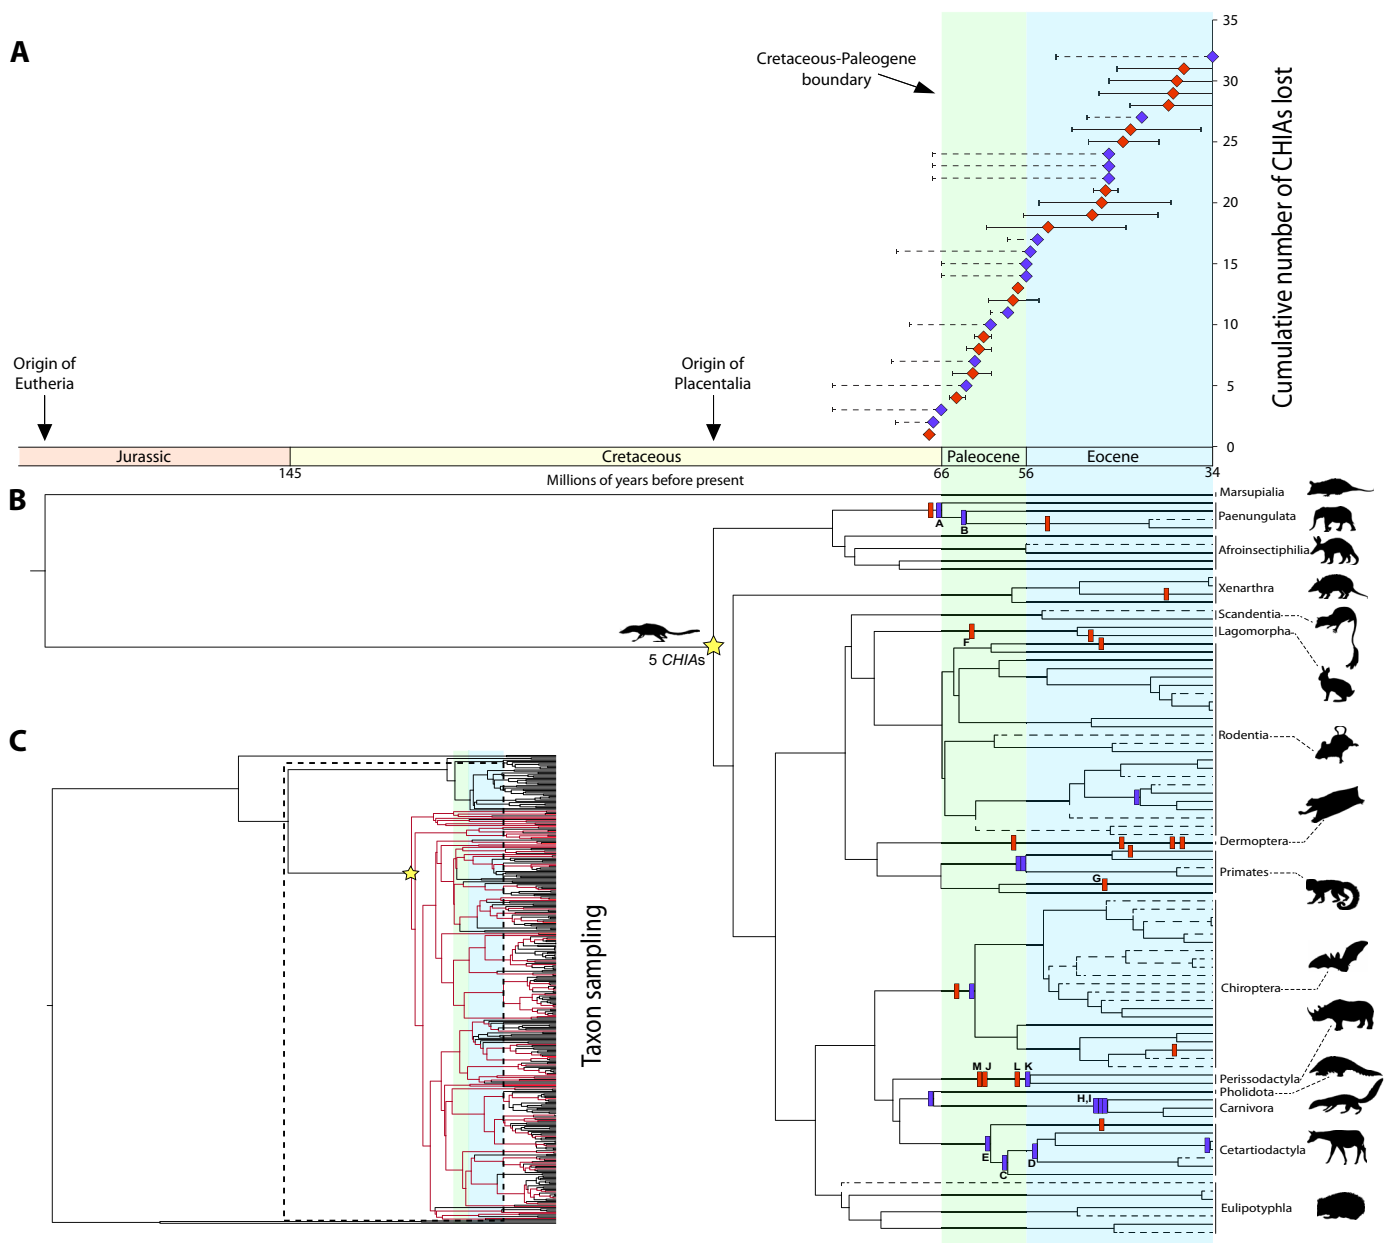 A
Cretaceous-Paleogene
boundary
35
30
25
20
15
10
5
0
Cumulative number of CHIAs lost
Origin of
Eutheria
Origin of
Placentalia
Jurassic
Cretaceous
Paleocene
Eocene
145
66
56
34
Millions of years before present
B
Marsupialia
Paenungulata
A
B
Afroinsectiphilia
Xenarthra
Scandentia
Lagomorpha
F
5 CHIAs
Rodentia
C
Dermoptera
Primates
G
Taxon sampling
Chiroptera
M J L K
Perissodactyla
Pholidota
H,I
Carnivora
Cetartiodactyla
E
C
D
Eulipotyphla